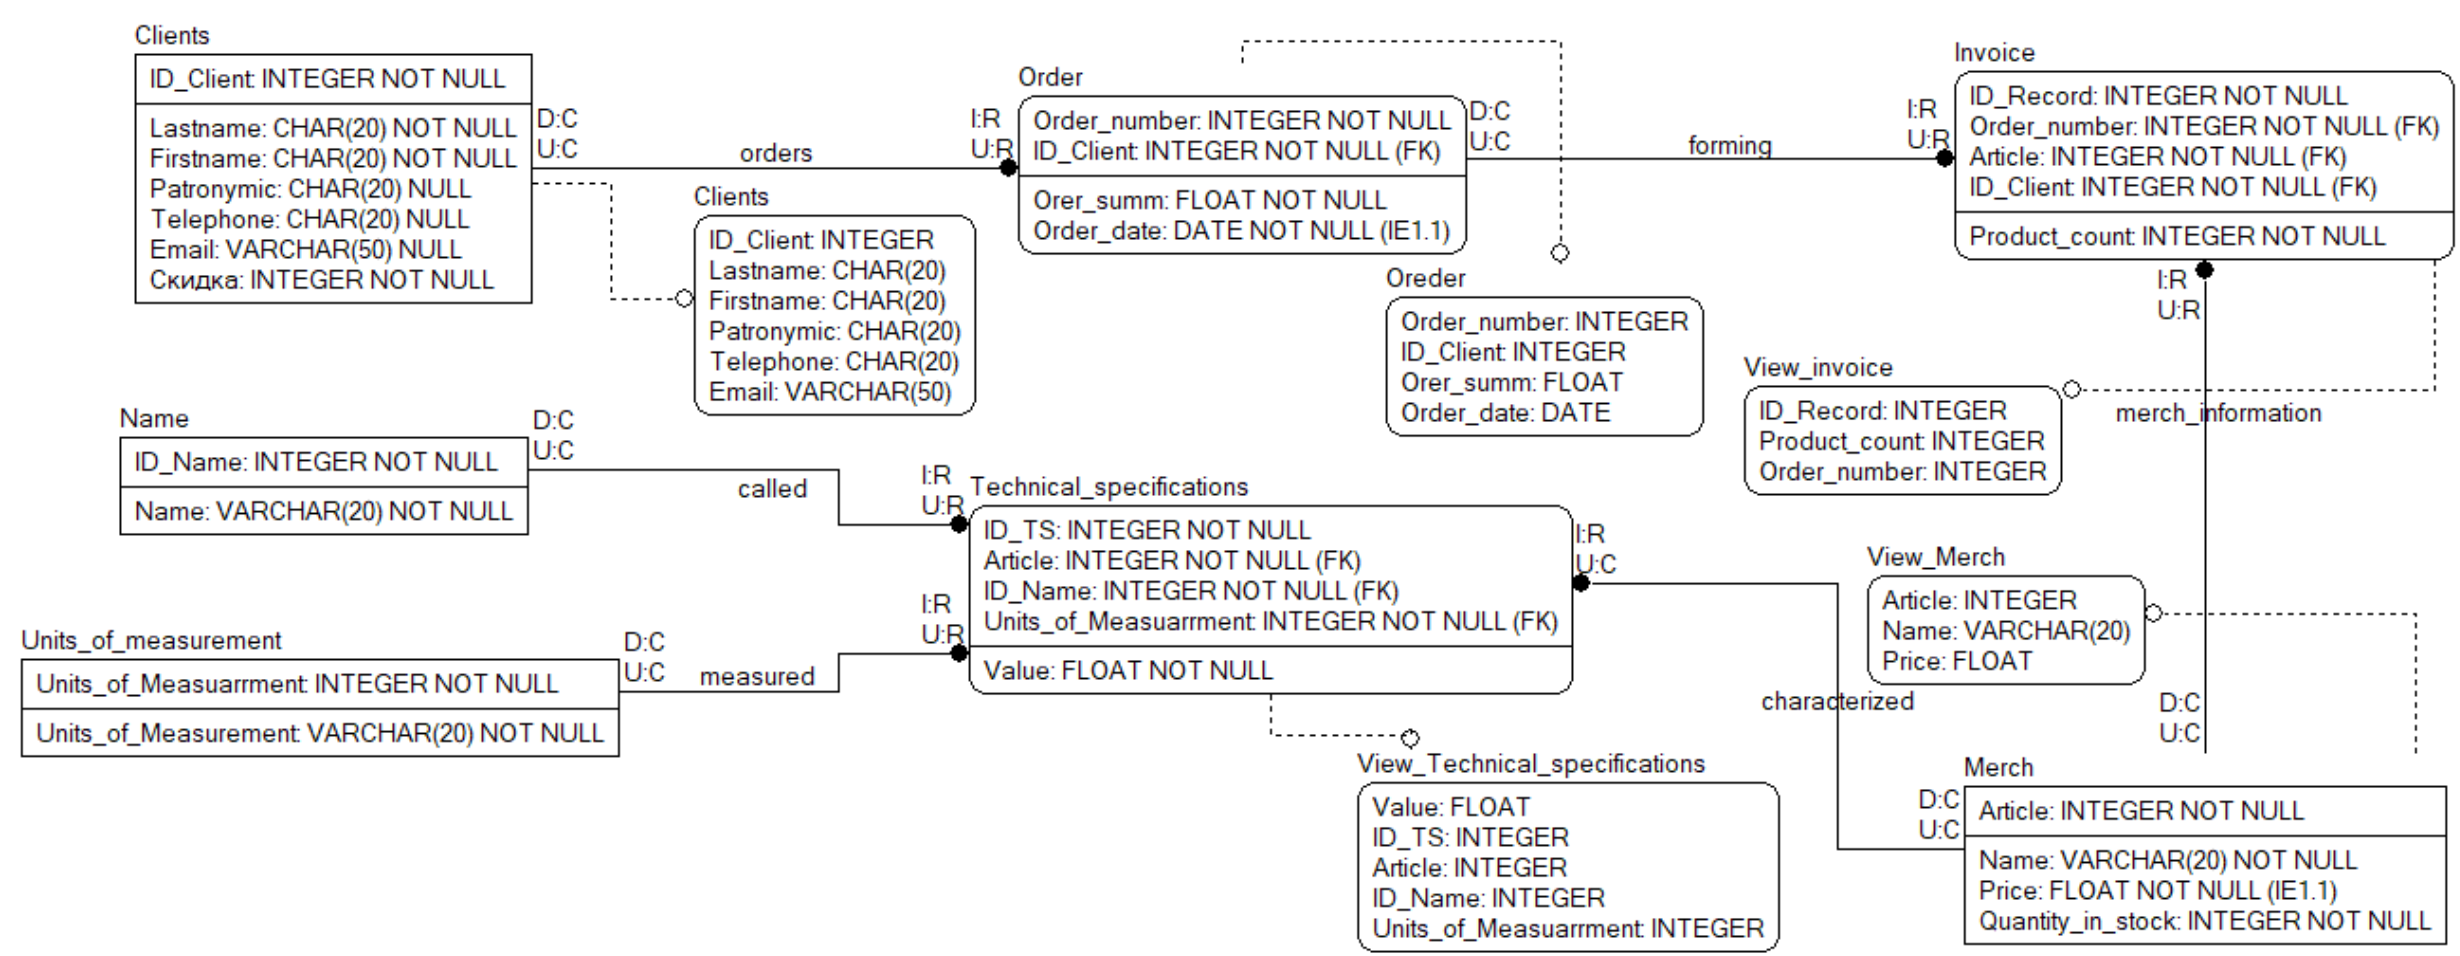 Clients
ID_Client: INTEGER NOT NULL
Lastname: CHAR(20) NOT NULL
Firstname: CHAR(20) NOT NULL
Patronymic: CHAR(20) NULL
Telephone: CHAR(20) NULL
Email: VARCHAR(50) NULL
Скидка: INTEGER NOT NULL
D:C
U:C
orders
I:R
U:R
Order
Order_number: INTEGER NOT NULL
ID_Client: INTEGER NOT NULL (FK)
Orer_summ: FLOAT NOT NULL
Order_date: DATE NOT NULL (IE1.1)
D:C
U:C
forming
I:R
U:R
Invoice
ID_Record: INTEGER NOT NULL
Order_number: INTEGER NOT NULL (FK)
Article: INTEGER NOT NULL (FK)
ID_Client: INTEGER NOT NULL (FK)
Product_count: INTEGER NOT NULL
I:R
U:R
Clients
ID_Client: INTEGER
Lastname: CHAR(20)
Firstname: CHAR(20)
Patronymic: CHAR(20)
Telephone: CHAR(20)
Email: VARCHAR(50)
Oreder
Order_number: INTEGER
ID_Client: INTEGER
Orer_summ: FLOAT
Order_date: DATE
View_invoice
ID_Record: INTEGER
Product_count: INTEGER
Order_number: INTEGER
merch_information
Name
ID_Name: INTEGER NOT NULL
Name: VARCHAR(20) NOT NULL
D:C
U:C
called
I:R
U:R
Technical_specifications
ID_TS: INTEGER NOT NULL
Article: INTEGER NOT NULL (FK)
ID_Name: INTEGER NOT NULL (FK)
Units_of_Measuarrment: INTEGER NOT NULL (FK)
Value: FLOAT NOT NULL
I:R
U:C
I:R
U:R
Units_of_measurement
Units_of_Measuarrment: INTEGER NOT NULL
Units_of_Measurement: VARCHAR(20) NOT NULL
D:C
U:C
measured
View_Merch
Article: INTEGER
Name: VARCHAR(20)
Price: FLOAT
characterized
D:C
U:C
View_Technical_specifications
Value: FLOAT
ID_TS: INTEGER
Article: INTEGER
ID_Name: INTEGER
Units_of_Measuarrment: INTEGER
D:C
U:C
Merch
Article: INTEGER NOT NULL
Name: VARCHAR(20) NOT NULL
Price: FLOAT NOT NULL (IE1.1)
Quantity_in_stock: INTEGER NOT NULL